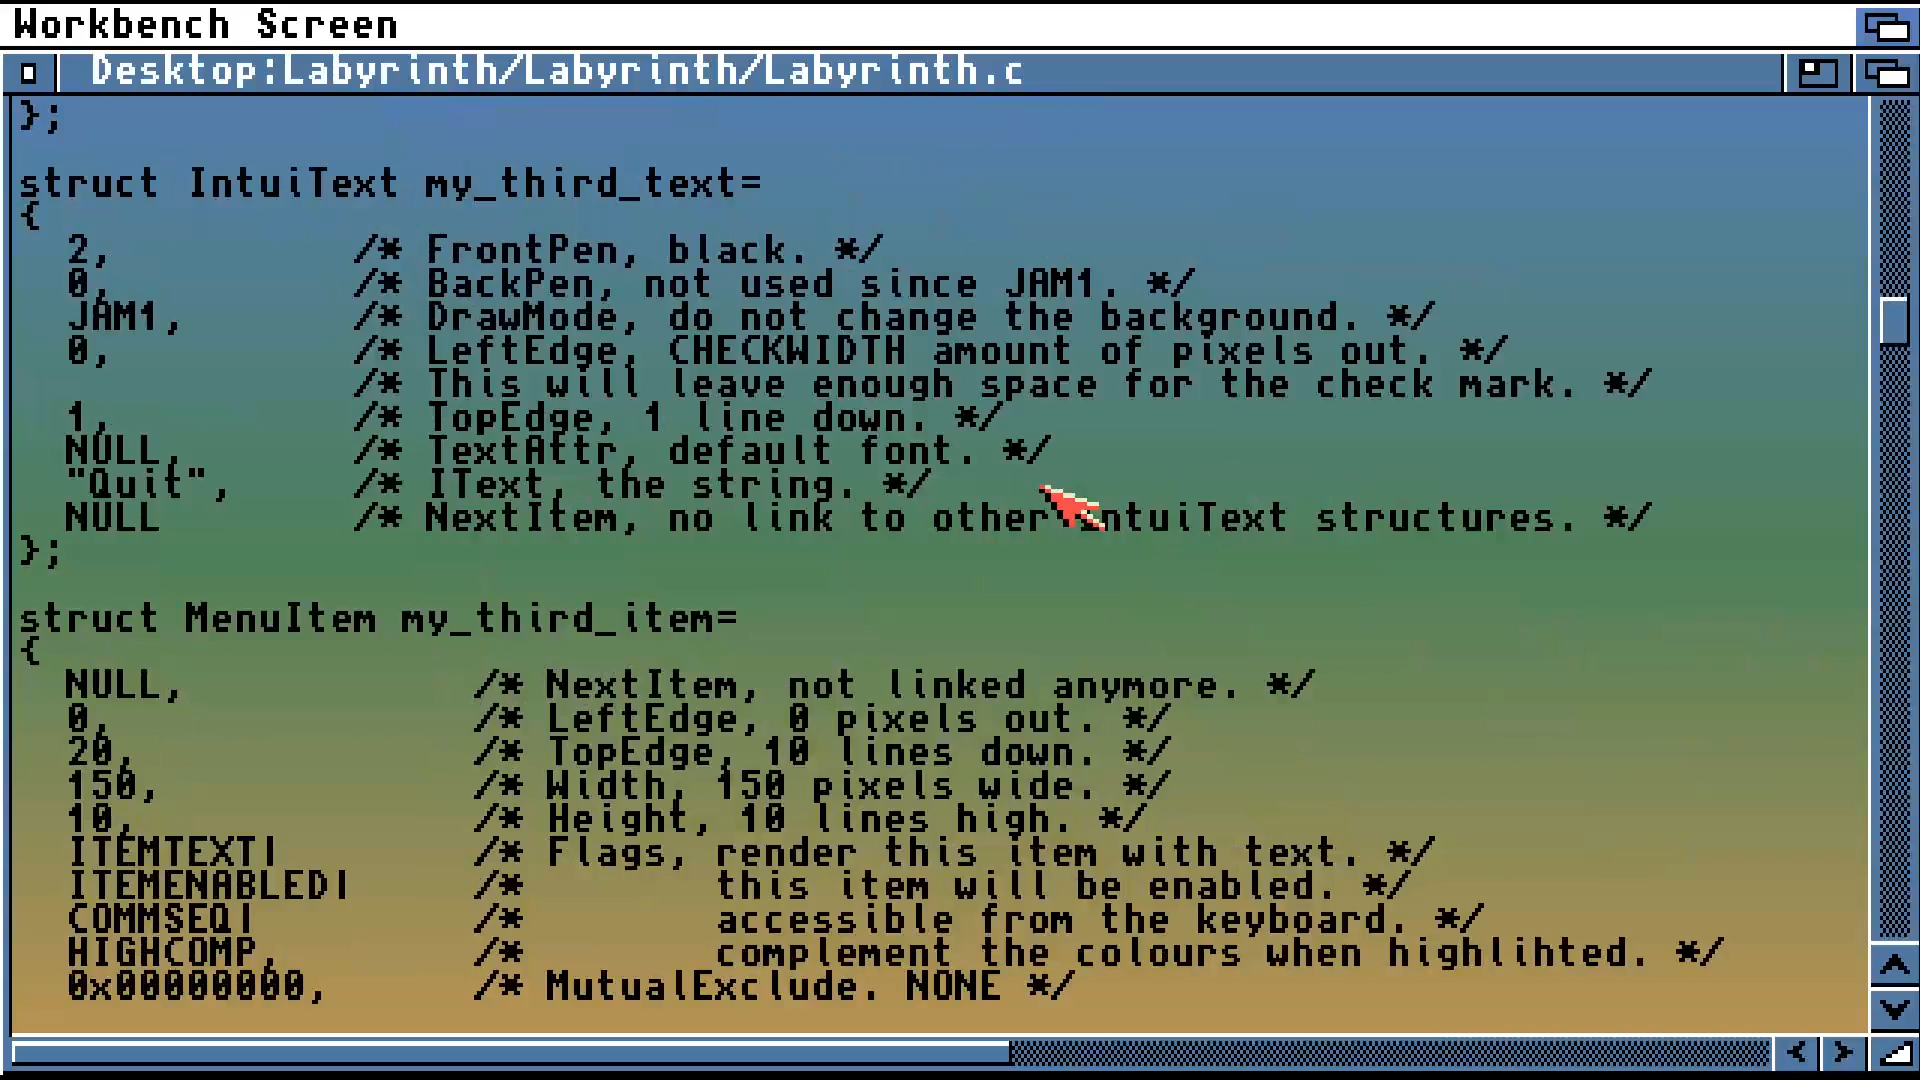 Workbench Screen
Desktop:Labyrinth/Labyrinth/Labyrinth.c
};
struct IntuiText my_third_text=
{
2, /* FrontPen, black. */
0, /* BackPen, not used since JAM1. */
JAM1, /* DrawMode, do not change the background. */
0, /* LeftEdge, CHECKWIDTH amount of pixels out. */
/* This will leave enough space for the check mark. */
1, /* TopEdge, 1 line down. */
NULL, /* TextAttr, default font. */
"Quit", /* IText, the string. */
NULL /* NextItem, no link to other IntuiText structures. */
};
struct MenuItem my_third_item=
{
NULL, /* NextItem, not linked anymore. */
0, /* LeftEdge, 0 pixels out. */
20, /* TopEdge, 10 lines down. */
150, /* Width, 150 pixels wide. */
10, /* Height, 10 lines high. */
ITEMTEXT| /* Flags, render this item with text. */
ITEMENABLED| /* this item will be enabled. */
COMMSEQ| /* accessible from the keyboard. */
HIGHCOMP, /* complement the colours when highlihted. */
0x00000000, /* MutualExclude. NONE */